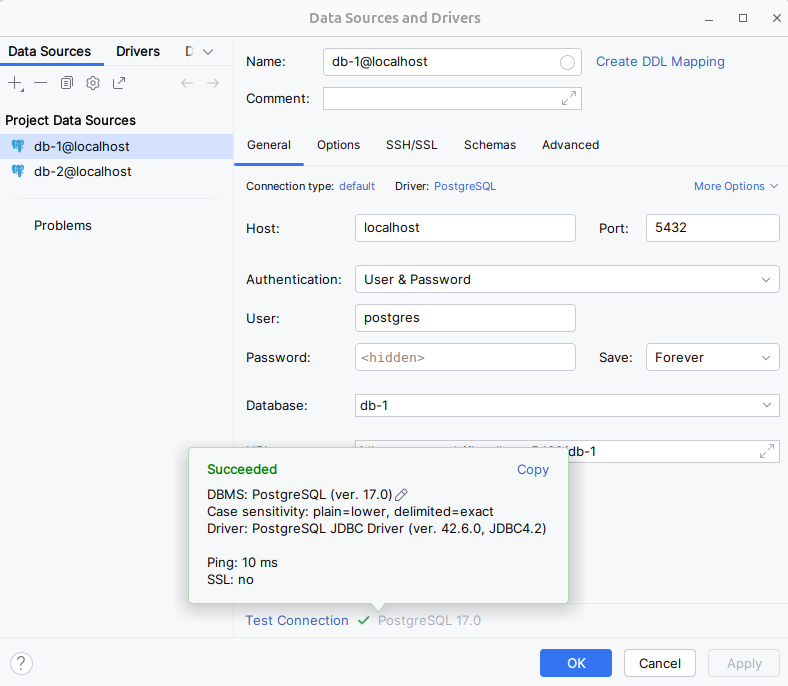 Data Sources and Drivers
Data Sources Drivers D
Project Data Sources
db-1@localhost
db-2@localhost
Problems
Name: db-1@localhost Create DDL Mapping
Comment:
General Options SSH/SSL Schemas Advanced
Connection type: default Driver: PostgreSQL More Options
Host: localhost Port: 5432
Authentication: User & Password
User: postgres
Password: <hidden> Save: Forever
Database: db-1
db-1
Succeeded Copy
DBMS: PostgreSQL (ver. 17.0)
Case sensitivity: plain=lower, delimited=exact
Driver: PostgreSQL JDBC Driver (ver. 42.6.0, JDBC4.2)
Ping: 10 ms
SSL: no
Test Connection PostgreSQL 17.0
? OK Cancel Apply